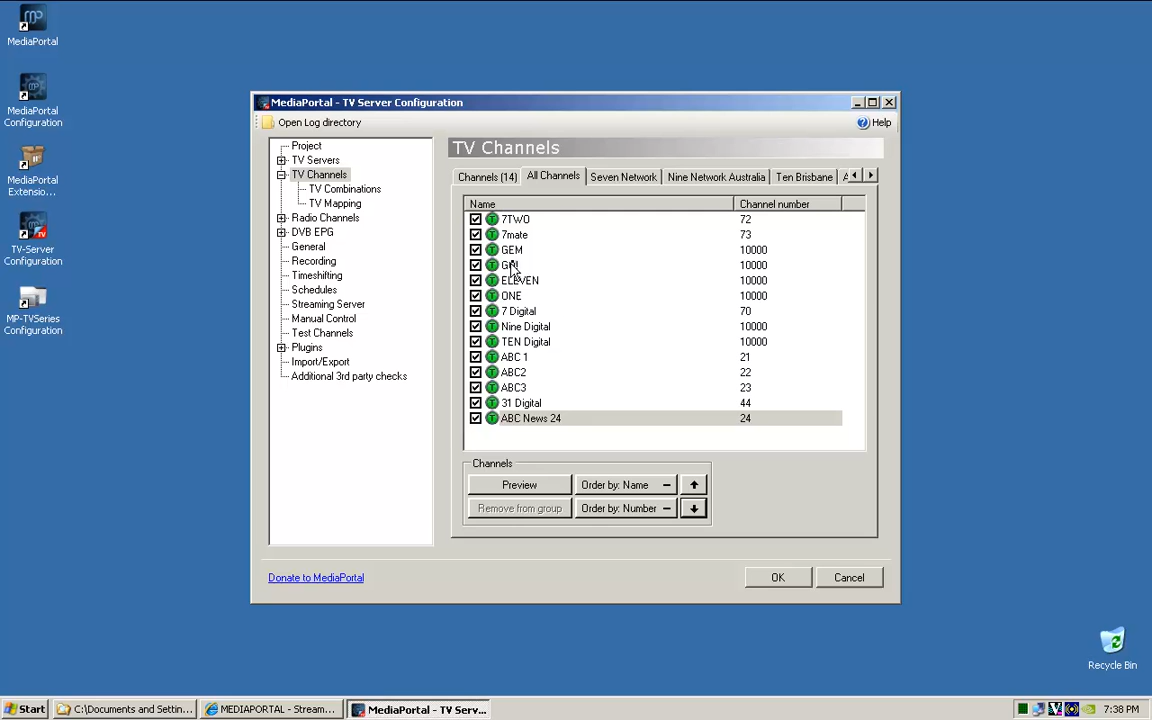 MediaPortal
MediaPortal
Configuration
MediaPortal
Extensio...
TV-Server
Configuration
MP-TVSeries
Configuration
MediaPortal - TV Server Configuration
Open Log directory
Help
Project
TV Servers
TV Channels
TV Combinations
TV Mapping
Radio Channels
DVB EPG
General
Recording
Timeshifting
Schedules
Streaming Server
Manual Control
Test Channels
Plugins
Import/Export
Additional 3rd party checks
TV Channels
Channels (14) All Channels Seven Network Nine Network Australia Ten Brisbane
Name Channel number
7TWO 72
7mate 73
GEM 10000
10000
ELEVEN 10000
ONE 10000
7 Digital 70
Nine Digital 10000
TEN Digital 10000
ABC 1 21
ABC2 22
ABC3 23
31 Digital 44
ABC News 24 24
Channels
Preview Order by: Name
Remove from group Order by: Number
Donate to MediaPortal
OK Cancel
Recycle Bin
Start C:\Documents and Settin... MEDIAPORTAL - Stream... MediaPortal - TV Serv... 7:38 PM